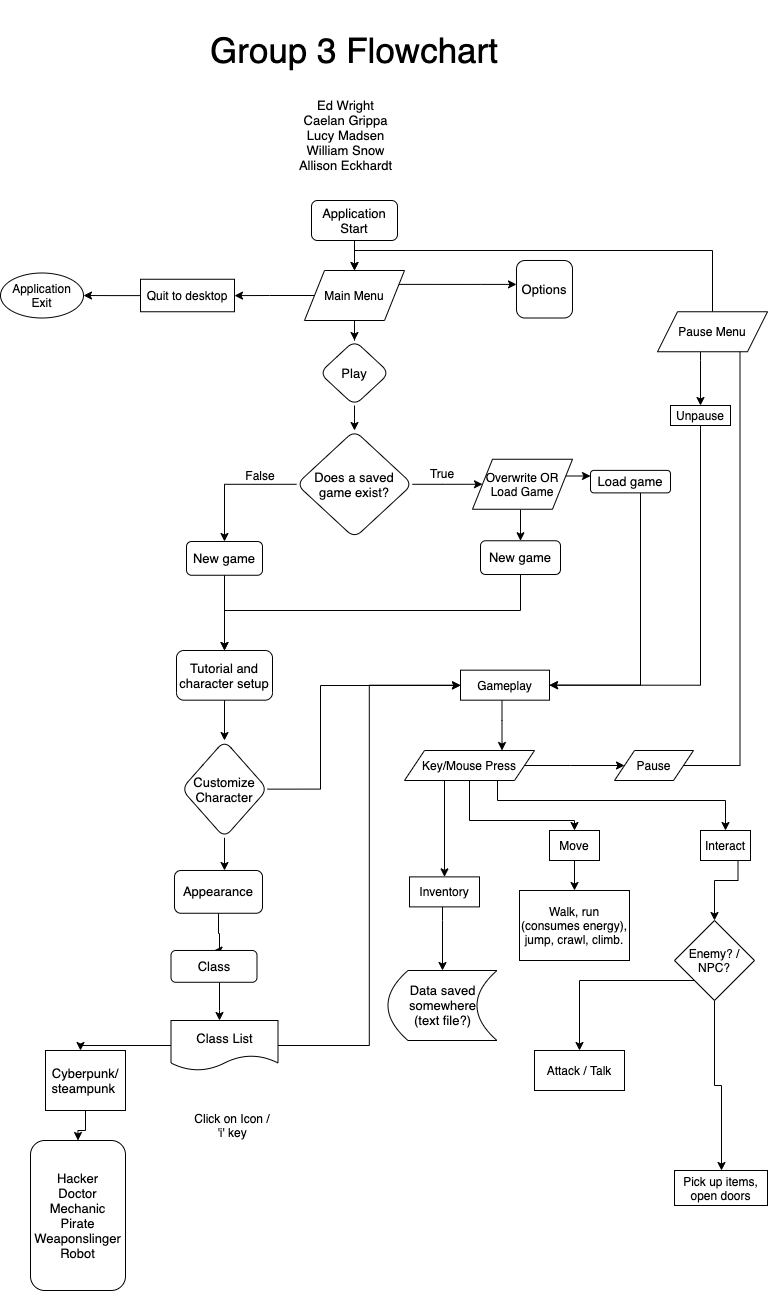 Group 3 Flowchart
Ed Wright
Caelan Grippa
Lucy Madsen
William Snow
Allison Eckhardt
Application
Start
Application
Exit
Quit to desktop
Main Menu
Options
Pause Menu
Play
Unpause
False
Does a saved
game exist?
True
Overwrite OR
Load Game
Load game
New game
New game
Tutorial and
character setup
Gameplay
Customize
Character
Key/Mouse Press
Pause
Move
Interact
Appearance
Inventory
Walk, run
(consumes energy),
jump, crawl, climb.
Enemy? /
NPC?
Class
Data saved
somewhere
(text file?)
Class List
Cyberpunk/
steampunk
Attack / Talk
Click on Icon /
'i' key
Hacker
Doctor
Mechanic
Pirate
Weaponslinger
Robot
Pick up items,
open doors